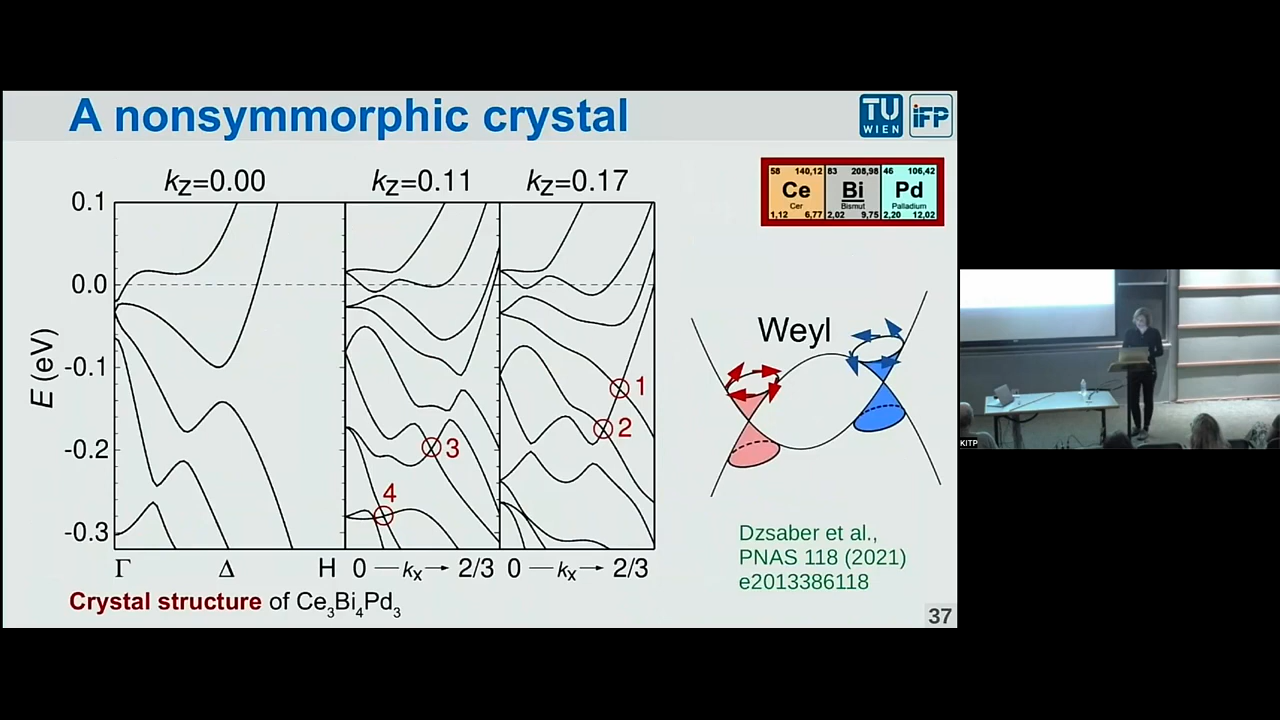 A nonsymmorphic crystal
TU
WIEN
iFP
kz=0.00
kz=0.11
kz=0.17
58 140,12
Ce
Cer
1,12 6,77
83 208,98
Bi
Bismut
2,02 9,75
46 106,42
Pd
Palladium
2,20 12,02
E (eV)
0.1
0.0
-0.1
-0.2
-0.3
1
2
3
4
Γ Δ H
0 — kx → 2/3
0 — kx → 2/3
Weyl
Dzsaber et al.,
PNAS 118 (2021)
e2013386118
Crystal structure of Ce3Bi4Pd3
37
KITP